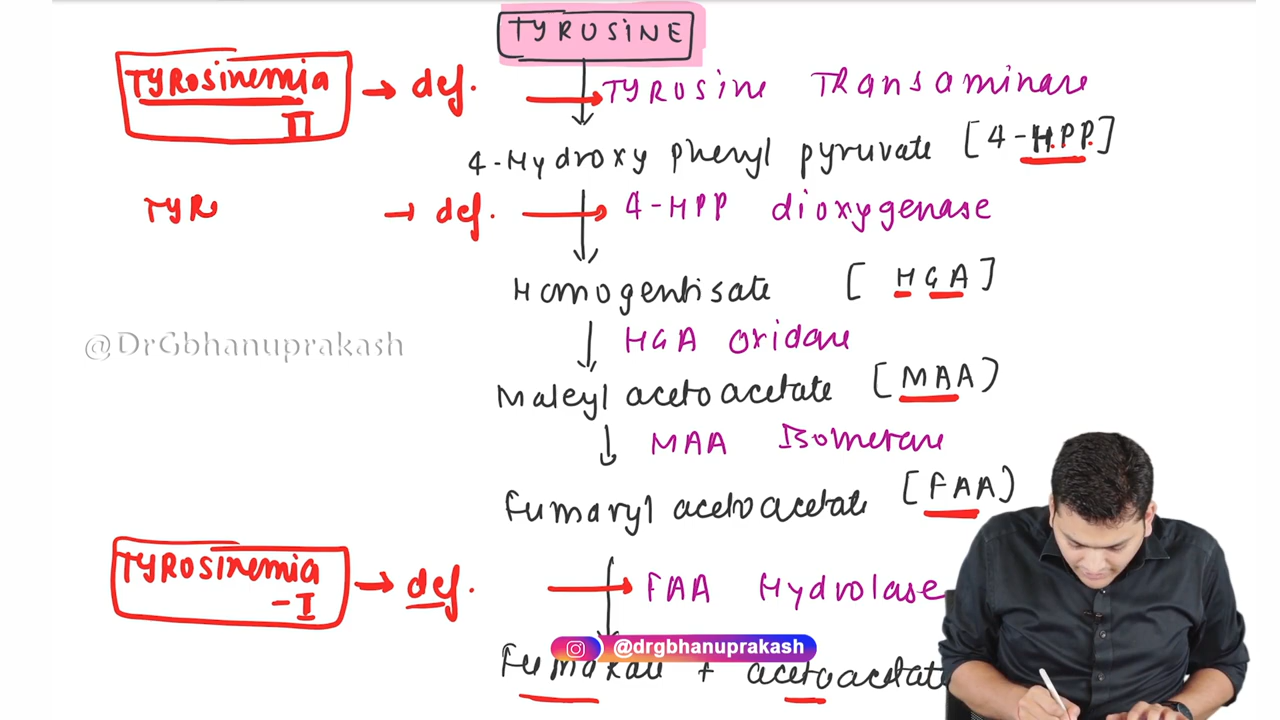 TYROSINE
TYROSinemia → def. → TYROSine Transaminase
II
4-Hydroxy phenyl pyruvate [4-H.P.P.]
TYR → def. → 4-HPP dioxygenase
Homogentisate [HGA]
@DrGbhanuprakash
HGA oxidase
Maleyl acetoacetate [MAA)
MAA Isomerase
Fumaryl acetoacetate [FAA)
TYROSinemia → def. → FAA Hydrolase
-I
@drgbhanuprakash
Fumarate + acetoacetate